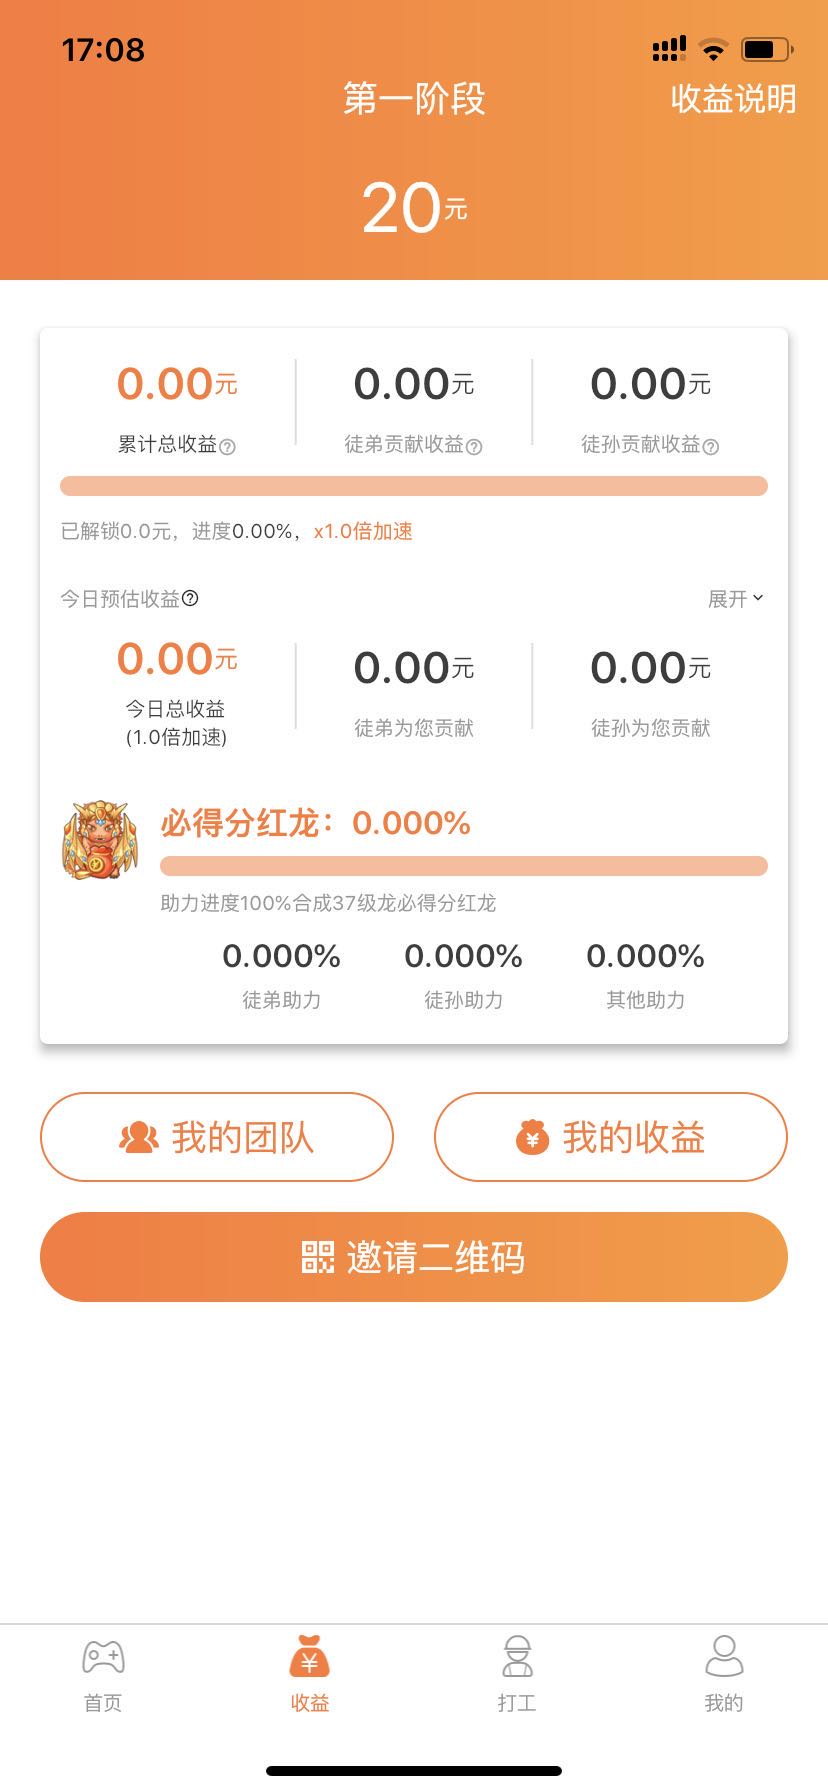 17:08
第一阶段
收益说明
20元
0.00元
0.00元
0.00元
累计总收益?
徒弟贡献收益?
徒孙贡献收益?
已解锁0.0元，进度0.00%，x1.0倍加速
今日预估收益?
展开
0.00元
0.00元
0.00元
今日总收益
(1.0倍加速)
徒弟为您贡献
徒孙为您贡献
必得分红龙：0.000%
助力进度100%合成37级龙必得分红龙
0.000%
0.000%
0.000%
徒弟助力
徒孙助力
其他助力
我的团队
¥ 我的收益
邀请二维码
首页
¥
收益
打工
我的